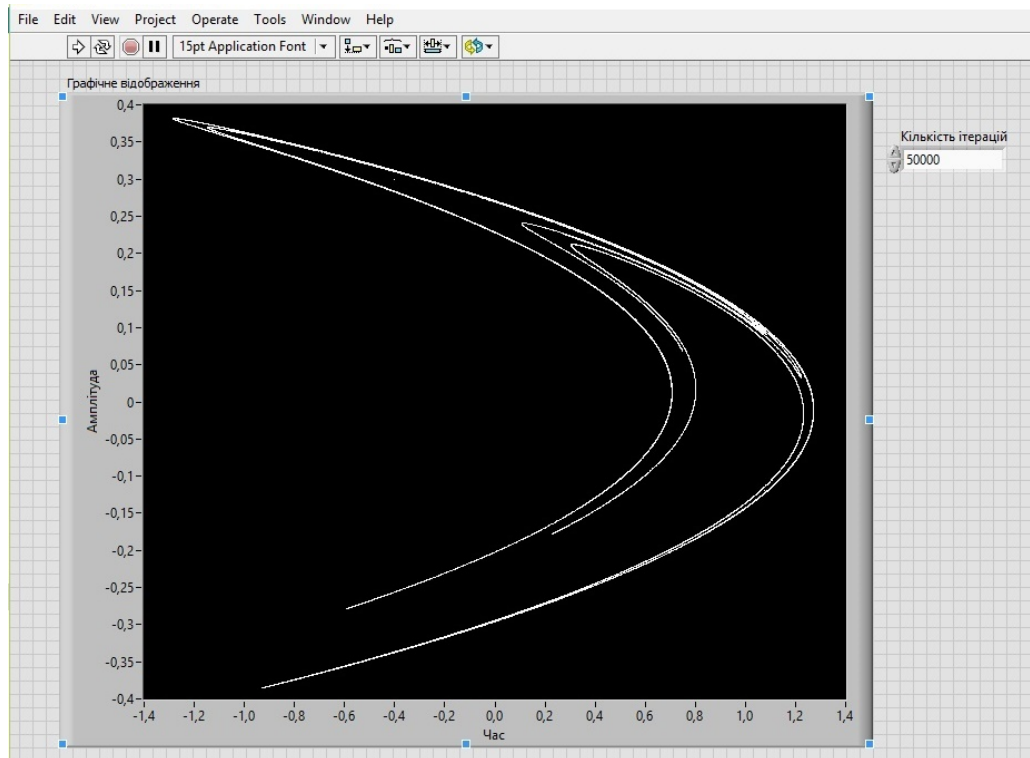 File Edit View Project Operate Tools Window Help
15pt Application Font
Графічне відображення
0,4
0,35
0,3
0,25
0,2
0,15
0,1
0,05
0
-0,05
-0,1
-0,15
-0,2
-0,25
-0,3
-0,35
-0,4
Амплітуда
-1,4 -1,2 -1,0 -0,8 -0,6 -0,4 -0,2 0,0 0,2 0,4 0,6 0,8 1,0 1,2 1,4
Час
Кількість ітерацій
50000